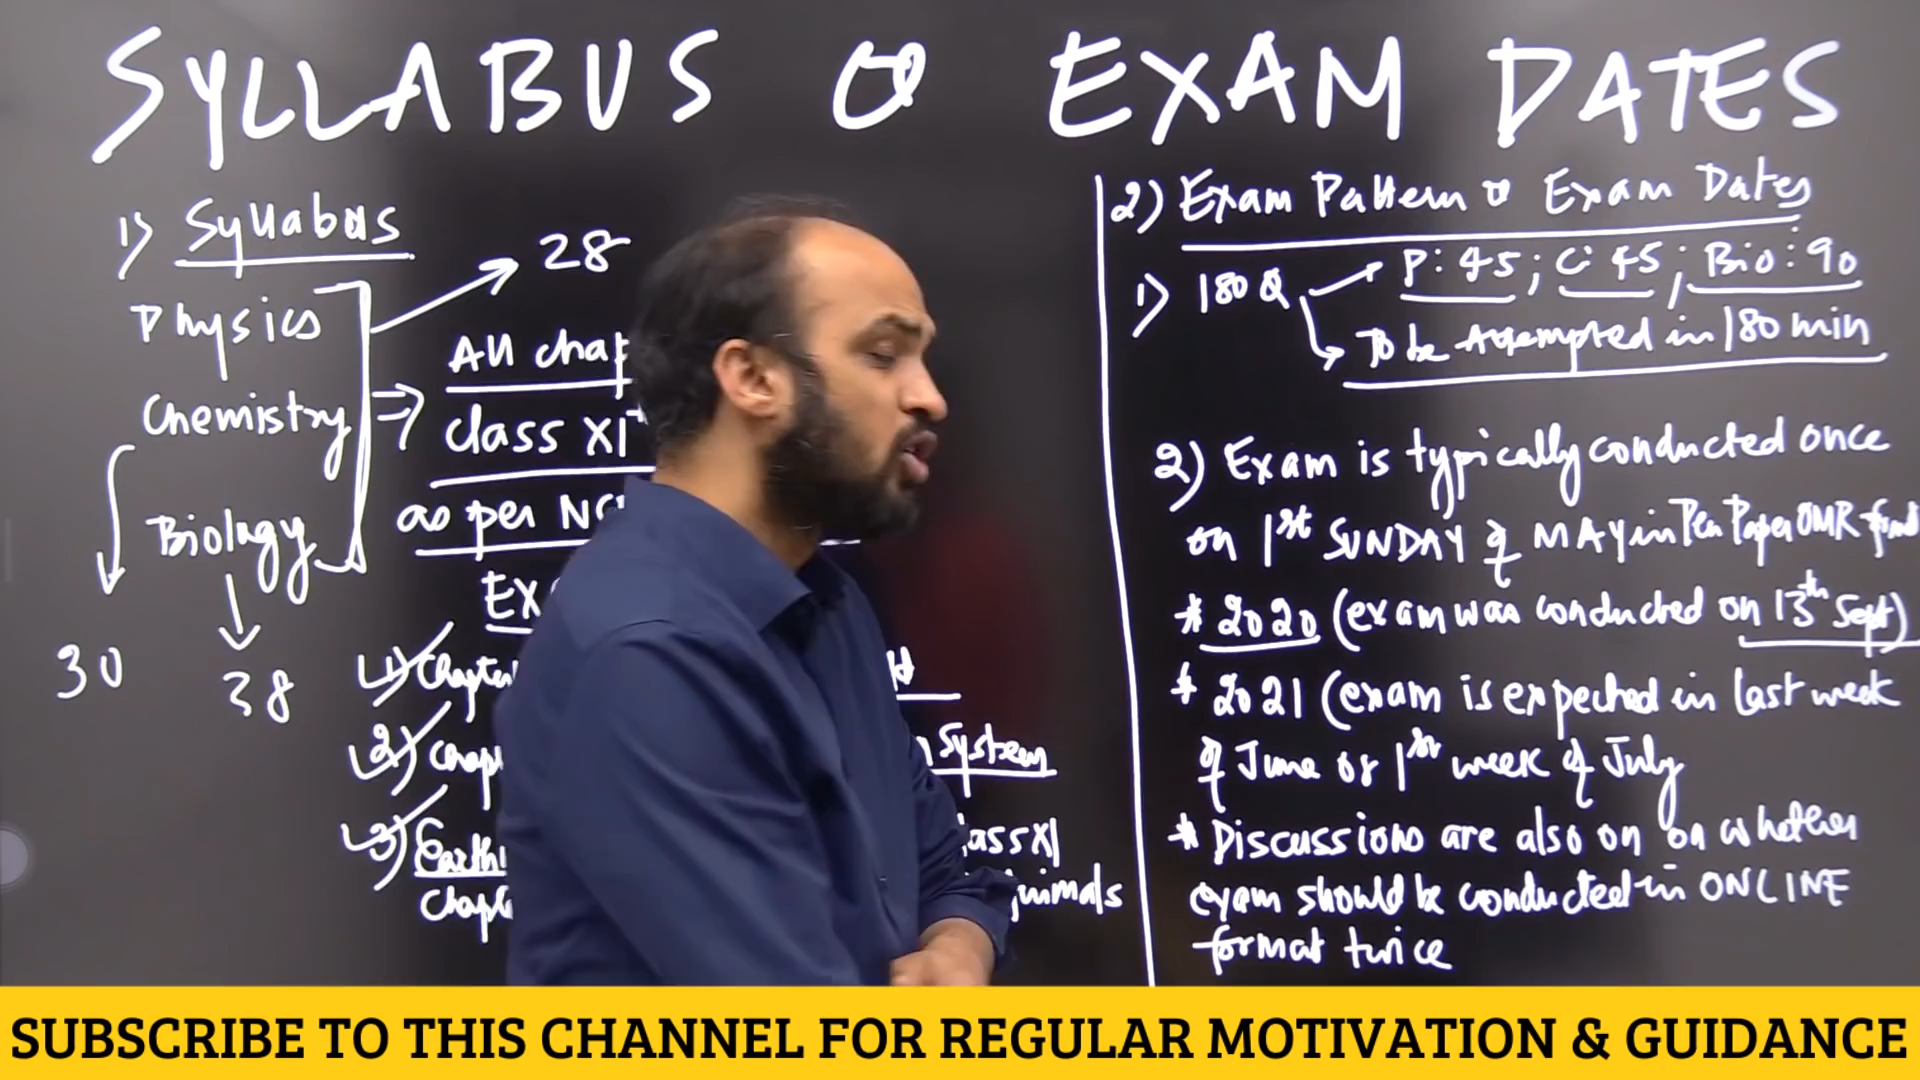 SYLLABUS & EXAM DATES
1) Syllabus
Physics
Chemistry
Biology
28
30
38
All chap
class XI
as per NC
EX
1) Chapter
2) Chap
System
3) Earth
class XI
Chapt
Animals
2) Exam Pattern & Exam Dates
1) 180 Q → P: 45; C: 45; Bio: 90
To be Attempted in 180 min
2) Exam is typically conducted once
on 1st SUNDAY of MAY in Pen Paper OMR
* 2020 (exam was conducted on 13th Sept)
* 2021 (exam is expected in last week
of June or 1st week of July
* Discussions are also on on whether
exam should be conducted in ONLINE
format twice
SUBSCRIBE TO THIS CHANNEL FOR REGULAR MOTIVATION & GUIDANCE